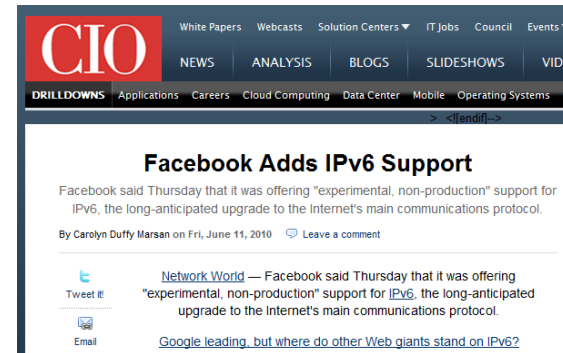 CIO
White Papers Webcasts Solution Centers ▼ IT Jobs Council Events
NEWS ANALYSIS BLOGS SLIDESHOWS VID
DRILLDOWNS Applications Careers Cloud Computing Data Center Mobile Operating Systems
> <![endif]-->
Facebook Adds IPv6 Support
Facebook said Thursday that it was offering "experimental, non-production" support for
IPv6, the long-anticipated upgrade to the Internet's main communications protocol.
By Carolyn Duffy Marsan on Fri, June 11, 2010 Leave a comment
Tweet it!
Email
Network World — Facebook said Thursday that it was offering
"experimental, non-production" support for IPv6, the long-anticipated
upgrade to the Internet's main communications protocol.
Google leading, but where do other Web giants stand on IPv6?